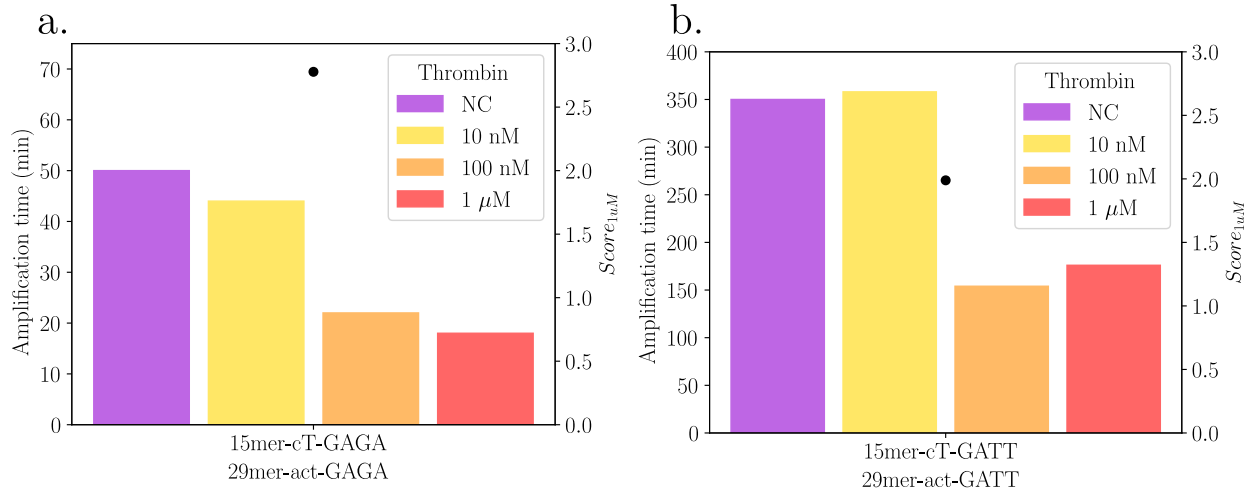 a.
Amplification time (min)
70
60
50
40
30
20
10
0
Thrombin
NC
10 nM
100 nM
1 μM
3.0
2.5
2.0
1.5
1.0
0.5
0.0
Score1uM
15mer-cT-GAGA
29mer-act-GAGA
b.
Amplification time (min)
400
350
300
250
200
150
100
50
0
Thrombin
NC
10 nM
100 nM
1 μM
3.0
2.5
2.0
1.5
1.0
0.5
0.0
Score1uM
15mer-cT-GATT
29mer-act-GATT